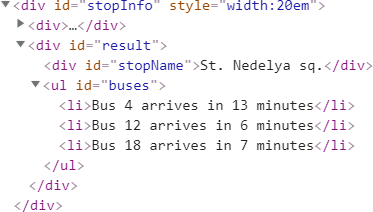 ▼<div id="stopInfo" style="width:20em">
▶<div>…</div>
▼<div id="result">
<div id="stopName">St. Nedelya sq.</div>
▼<ul id="buses">
<li>Bus 4 arrives in 13 minutes</li>
<li>Bus 12 arrives in 6 minutes</li>
<li>Bus 18 arrives in 7 minutes</li>
</ul>
</div>
</div>